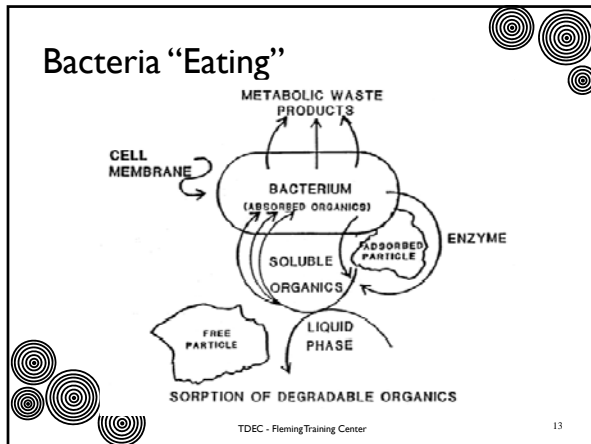 Bacteria “Eating”
METABOLIC WASTE
PRODUCTS
CELL
MEMBRANE
BACTERIUM
(ABSORBED ORGANICS)
ENZYME
ADSORBED
PARTICLE
SOLUBLE
ORGANICS
FREE
PARTICLE
LIQUID
PHASE
SORPTION OF DEGRADABLE ORGANICS
TDEC - Fleming Training Center
13